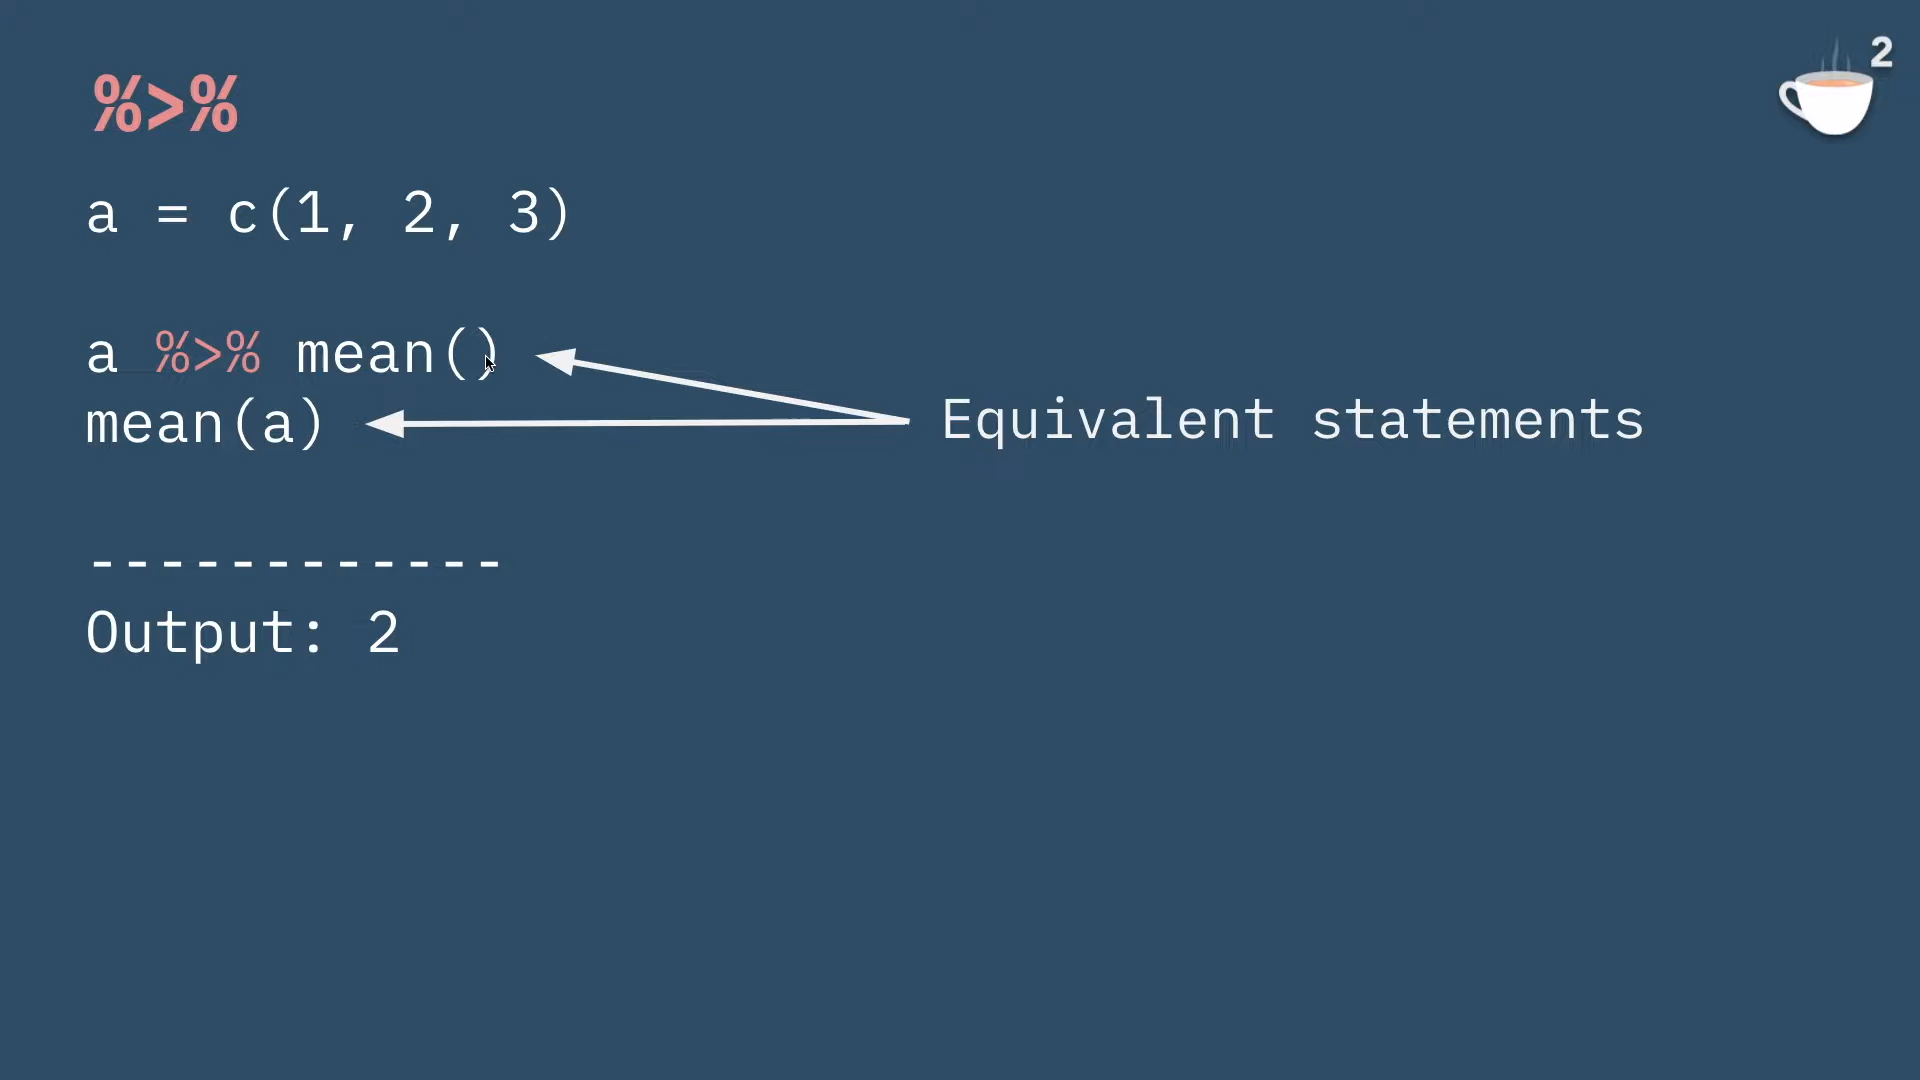 %>%
2
a = c(1, 2, 3)
a %>% mean()
mean(a)
Equivalent statements
------------
Output: 2